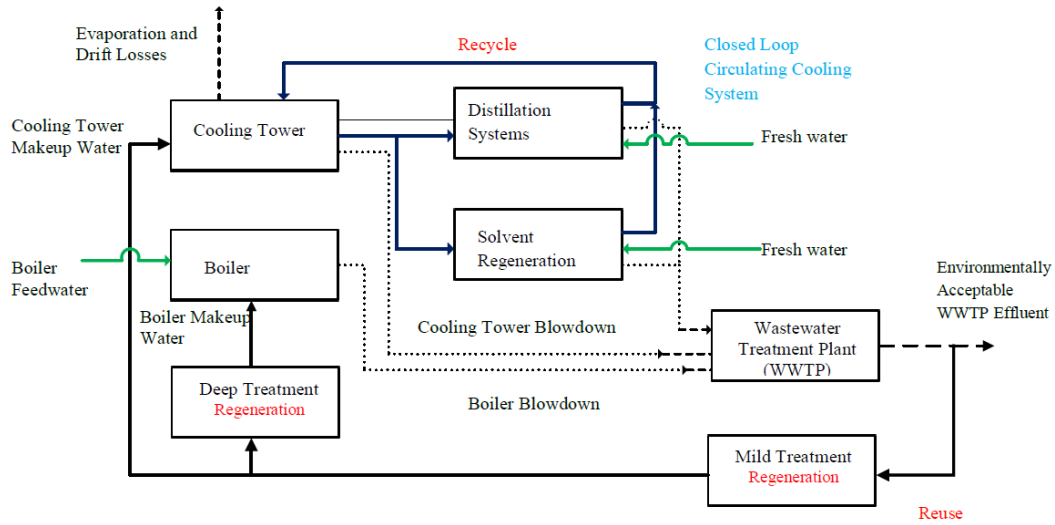 Evaporation and
Drift Losses
Recycle
Closed Loop
Circulating Cooling
System
Cooling Tower
Makeup Water
Cooling Tower
Distillation
Systems
Fresh water
Boiler
Feedwater
Boiler
Solvent
Regeneration
Fresh water
Environmentally
Acceptable
WWTP Effluent
Boiler Makeup
Water
Cooling Tower Blowdown
Wastewater
Treatment Plant
(WWTP)
Deep Treatment
Regeneration
Boiler Blowdown
Mild Treatment
Regeneration
Reuse